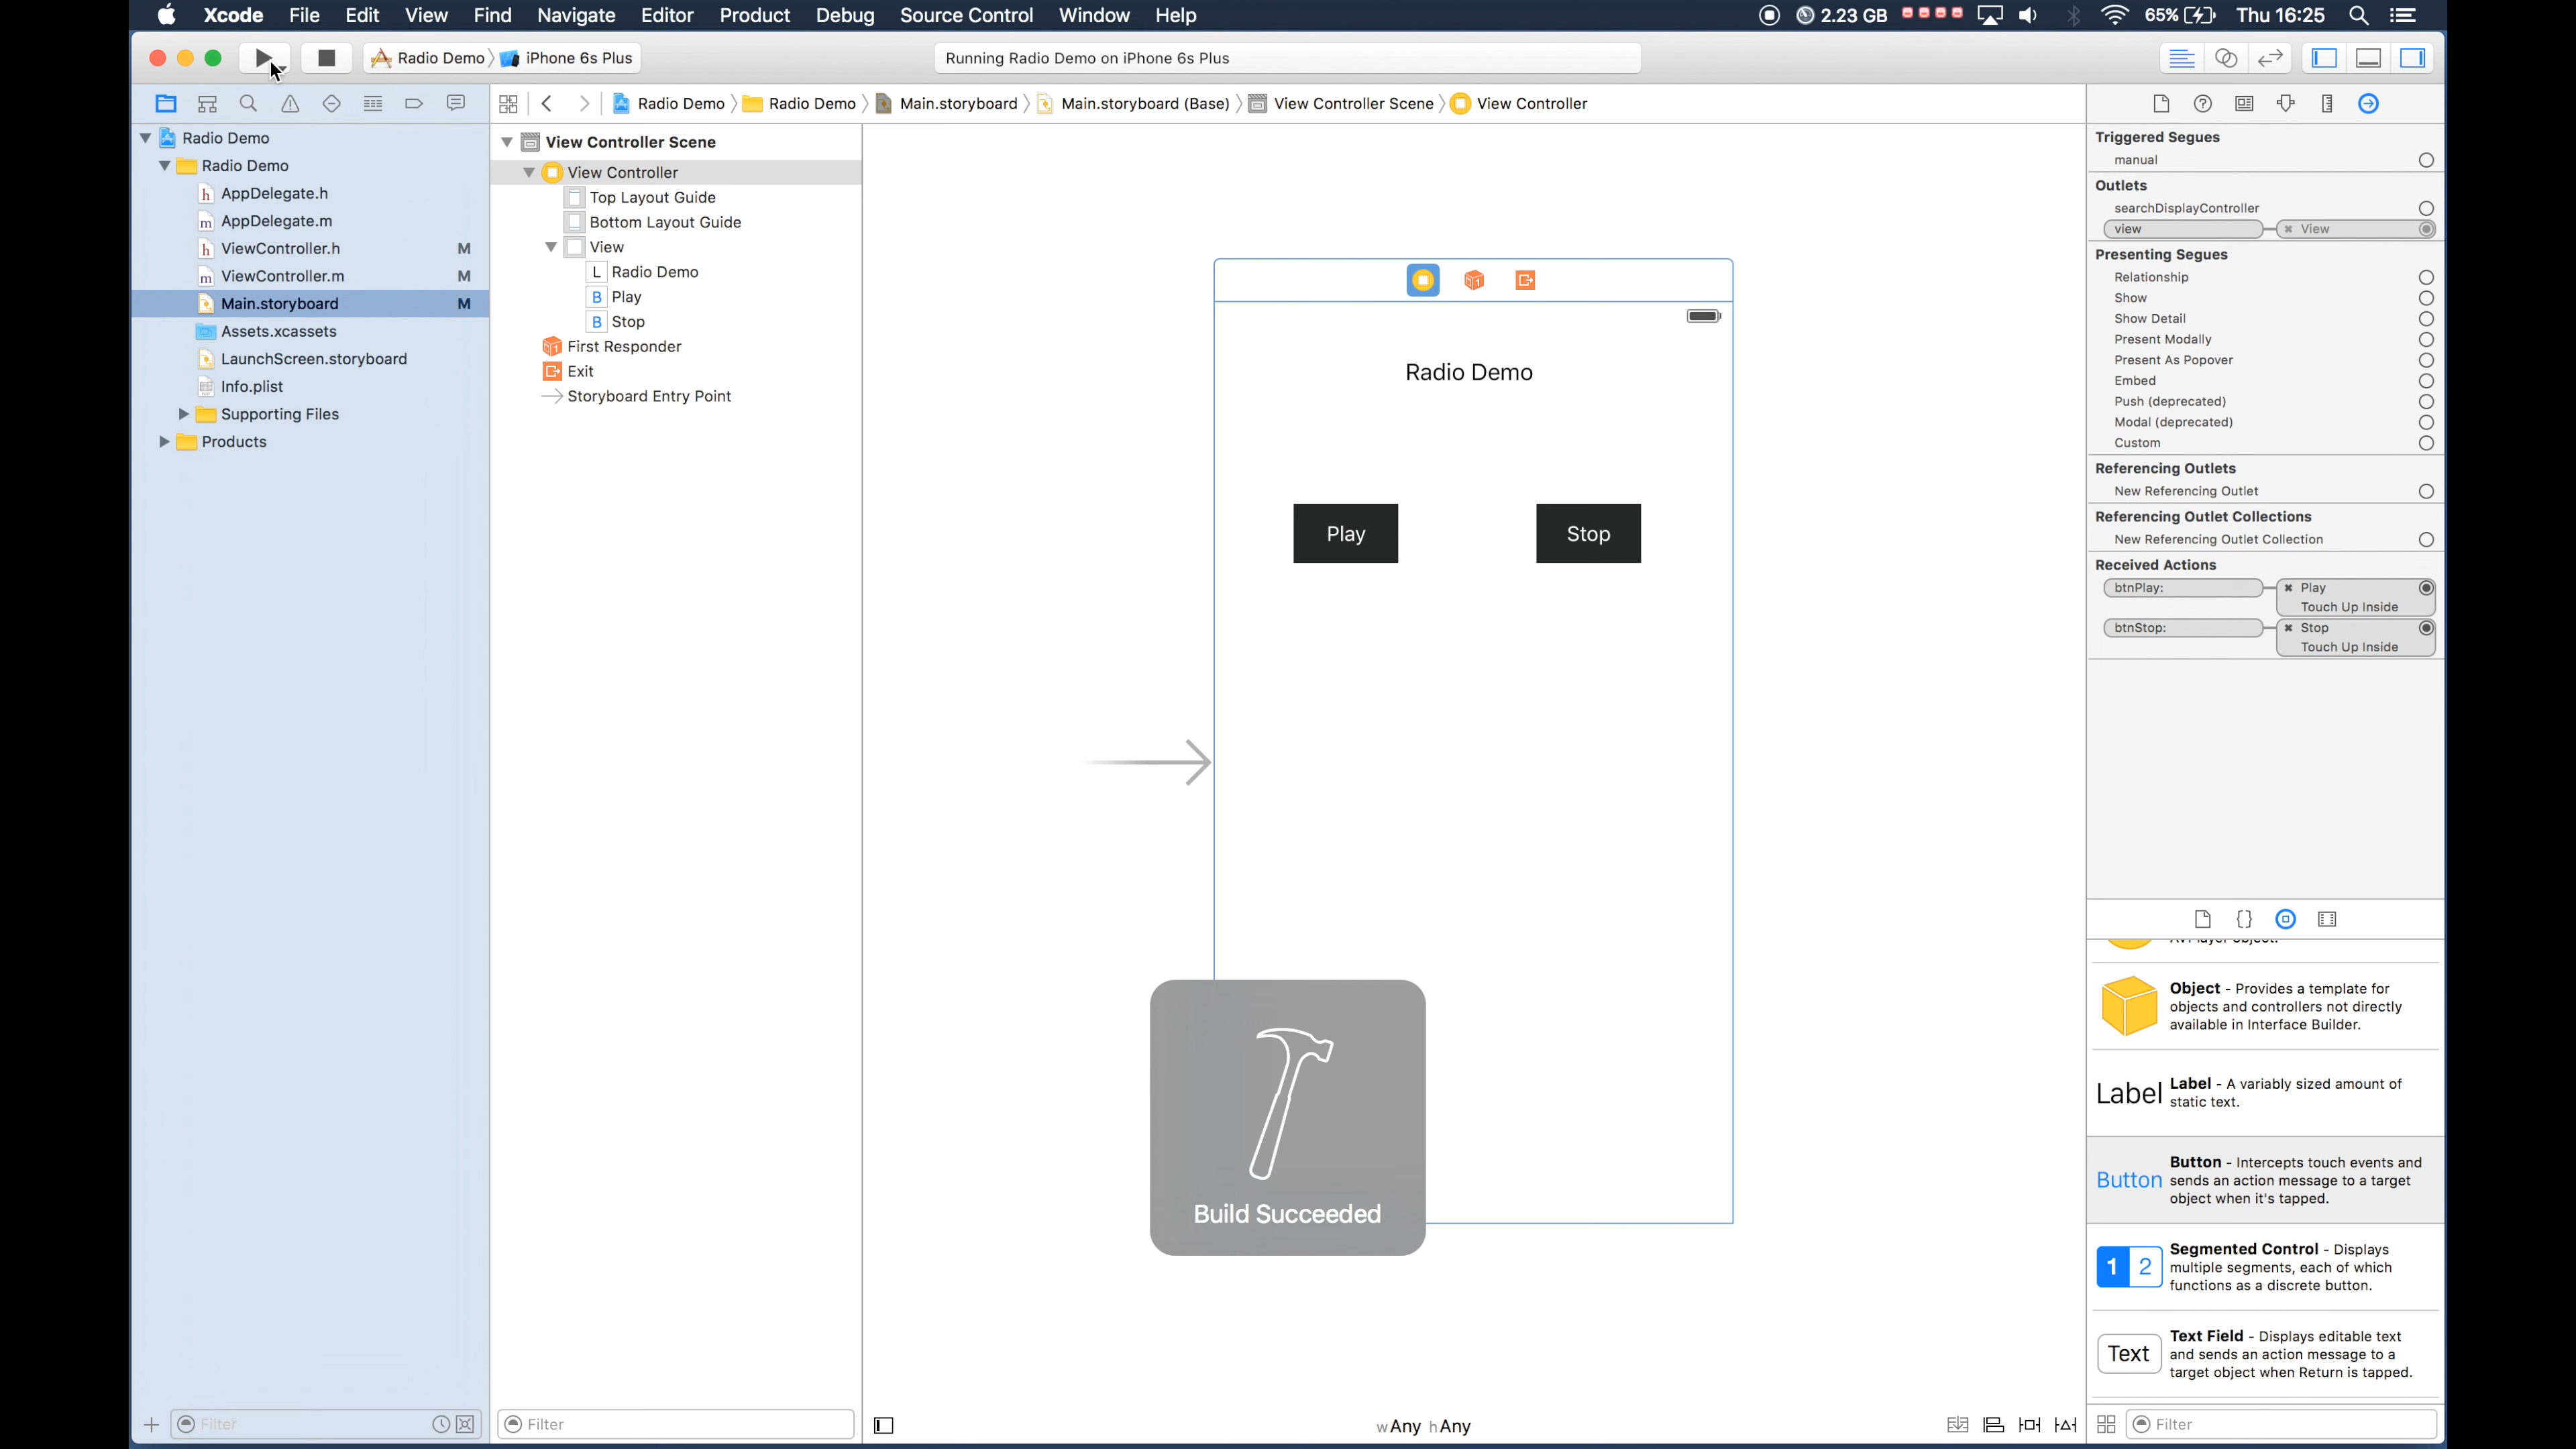 Xcode File Edit View Find Navigate Editor Product Debug Source Control Window Help 2.23 GB 65% Thu 16:25
Radio Demo iPhone 6s Plus Running Radio Demo on iPhone 6s Plus
Radio Demo Radio Demo Main.storyboard Main.storyboard (Base) View Controller Scene View Controller
Radio Demo
Radio Demo
h AppDelegate.h
m AppDelegate.m
h ViewController.h M
m ViewController.m M
Main.storyboard M
Assets.xcassets
LaunchScreen.storyboard
Info.plist
Supporting Files
Products
Filter
View Controller Scene
View Controller
Top Layout Guide
Bottom Layout Guide
View
L Radio Demo
B Play
B Stop
First Responder
Exit
Storyboard Entry Point
Filter
Radio Demo
Play Stop
Build Succeeded
wAny hAny
Triggered Segues
manual
Outlets
searchDisplayController
view View
Presenting Segues
Relationship
Show
Show Detail
Present Modally
Present As Popover
Embed
Push (deprecated)
Modal (deprecated)
Custom
Referencing Outlets
New Referencing Outlet
Referencing Outlet Collections
New Referencing Outlet Collection
Received Actions
btnPlay: Play
Touch Up Inside
btnStop: Stop
Touch Up Inside
{}
Object - Provides a template for
objects and controllers not directly
available in Interface Builder.
Label Label - A variably sized amount of
static text.
Button Button - Intercepts touch events and
sends an action message to a target
object when it's tapped.
1 2 Segmented Control - Displays
multiple segments, each of which
functions as a discrete button.
Text Text Field - Displays editable text
and sends an action message to a
target object when Return is tapped.
Filter